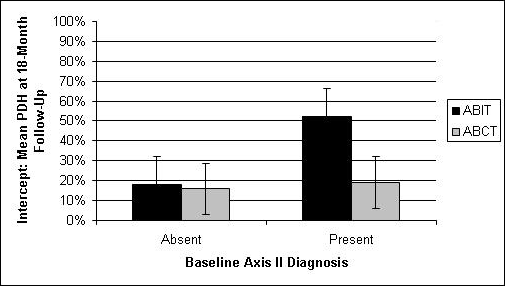 Intercept: Mean PDH at 18-Month
Follow-Up
100%
90%
80%
70%
60%
50%
40%
30%
20%
10%
0%
Absent
Present
Baseline Axis II Diagnosis
ABIT
ABCT